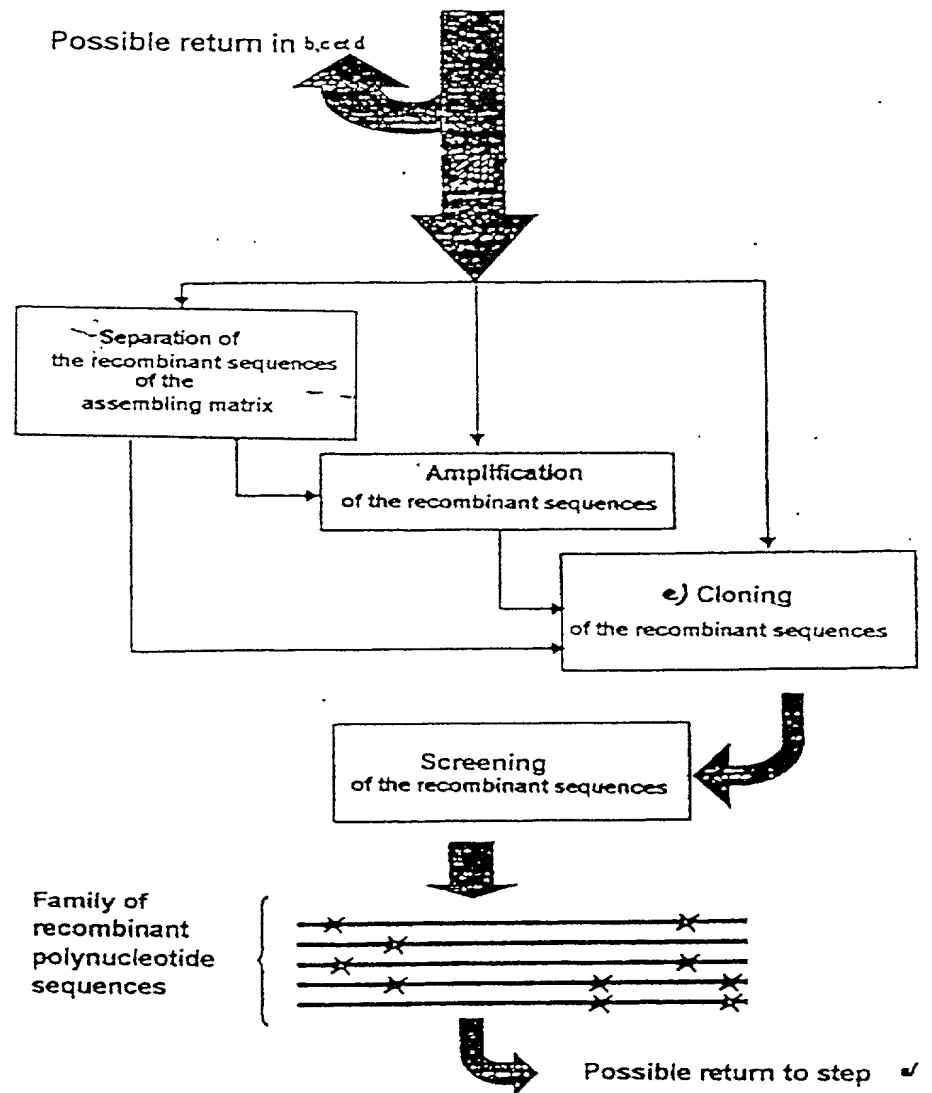 Possible return in b,c et d
Separation of
the recombinant sequences
of the
assembling matrix
Amplification
of the recombinant sequences
e) Cloning
of the recombinant sequences
Screening
of the recombinant sequences
Family of
recombinant
polynucleotide
sequences
Possible return to step